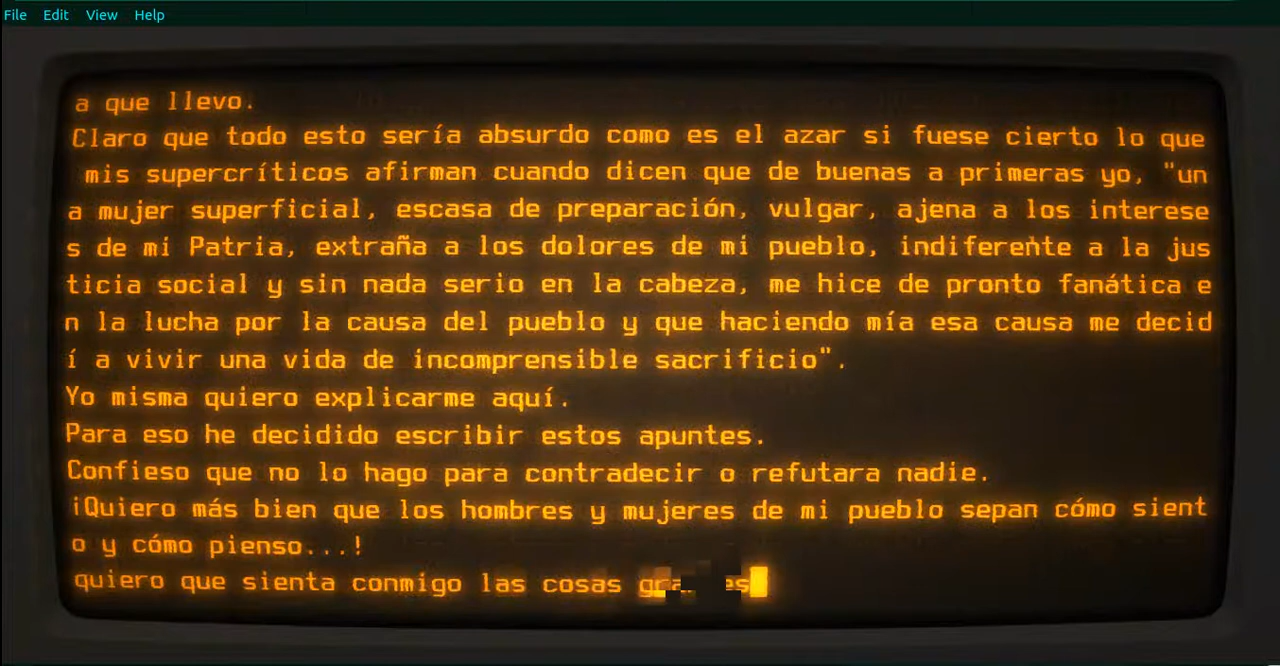 File Edit View Help
a que llevo.
Claro que todo esto sería absurdo como es el azar si fuese cierto lo que
mis supercríticos afirman cuando dicen que de buenas a primeras yo, "un
a mujer superficial, escasa de preparación, vulgar, ajena a los interese
s de mi Patria, extraña a los dolores de mi pueblo, indiferente a la jus
ticia social y sin nada serio en la cabeza, me hice de pronto fanática e
n la lucha por la causa del pueblo y que haciendo mía esa causa me decid
í a vivir una vida de incomprensible sacrificio".
Yo misma quiero explicarme aquí.
Para eso he decidido escribir estos apuntes.
Confieso que no lo hago para contradecir o refutara nadie.
¡Quiero más bien que los hombres y mujeres de mi pueblo sepan cómo sient
o y cómo pienso...!
quiero que sienta conmigo las cosas